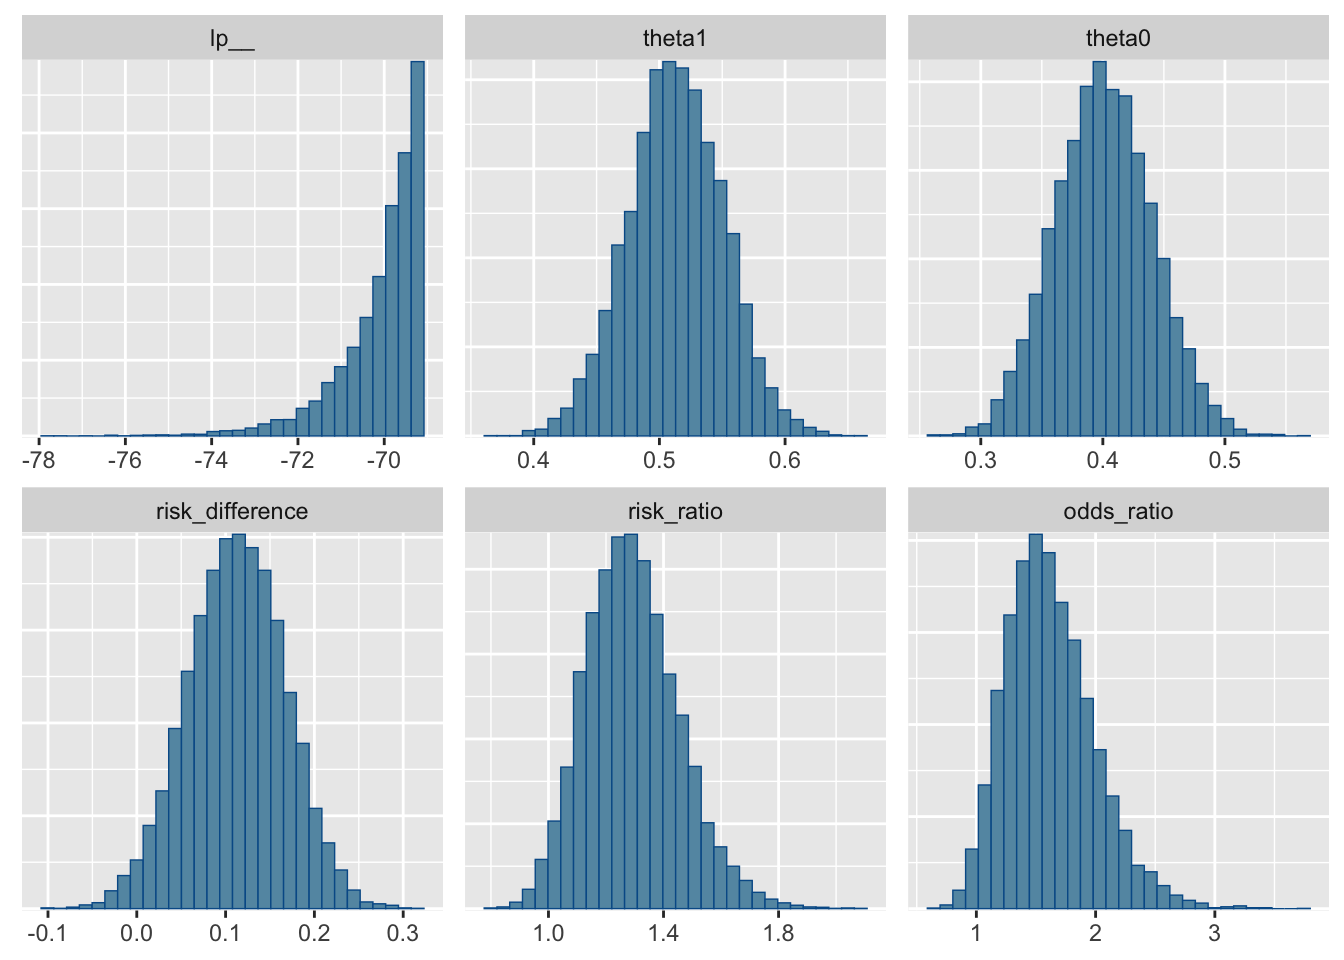 lp__ theta1 theta0
-78 -76 -74 -72 -70 0.4 0.5 0.6 0.3 0.4 0.5
risk_difference risk_ratio odds_ratio
-0.1 0.0 0.1 0.2 0.3 1.0 1.4 1.8 1 2 3